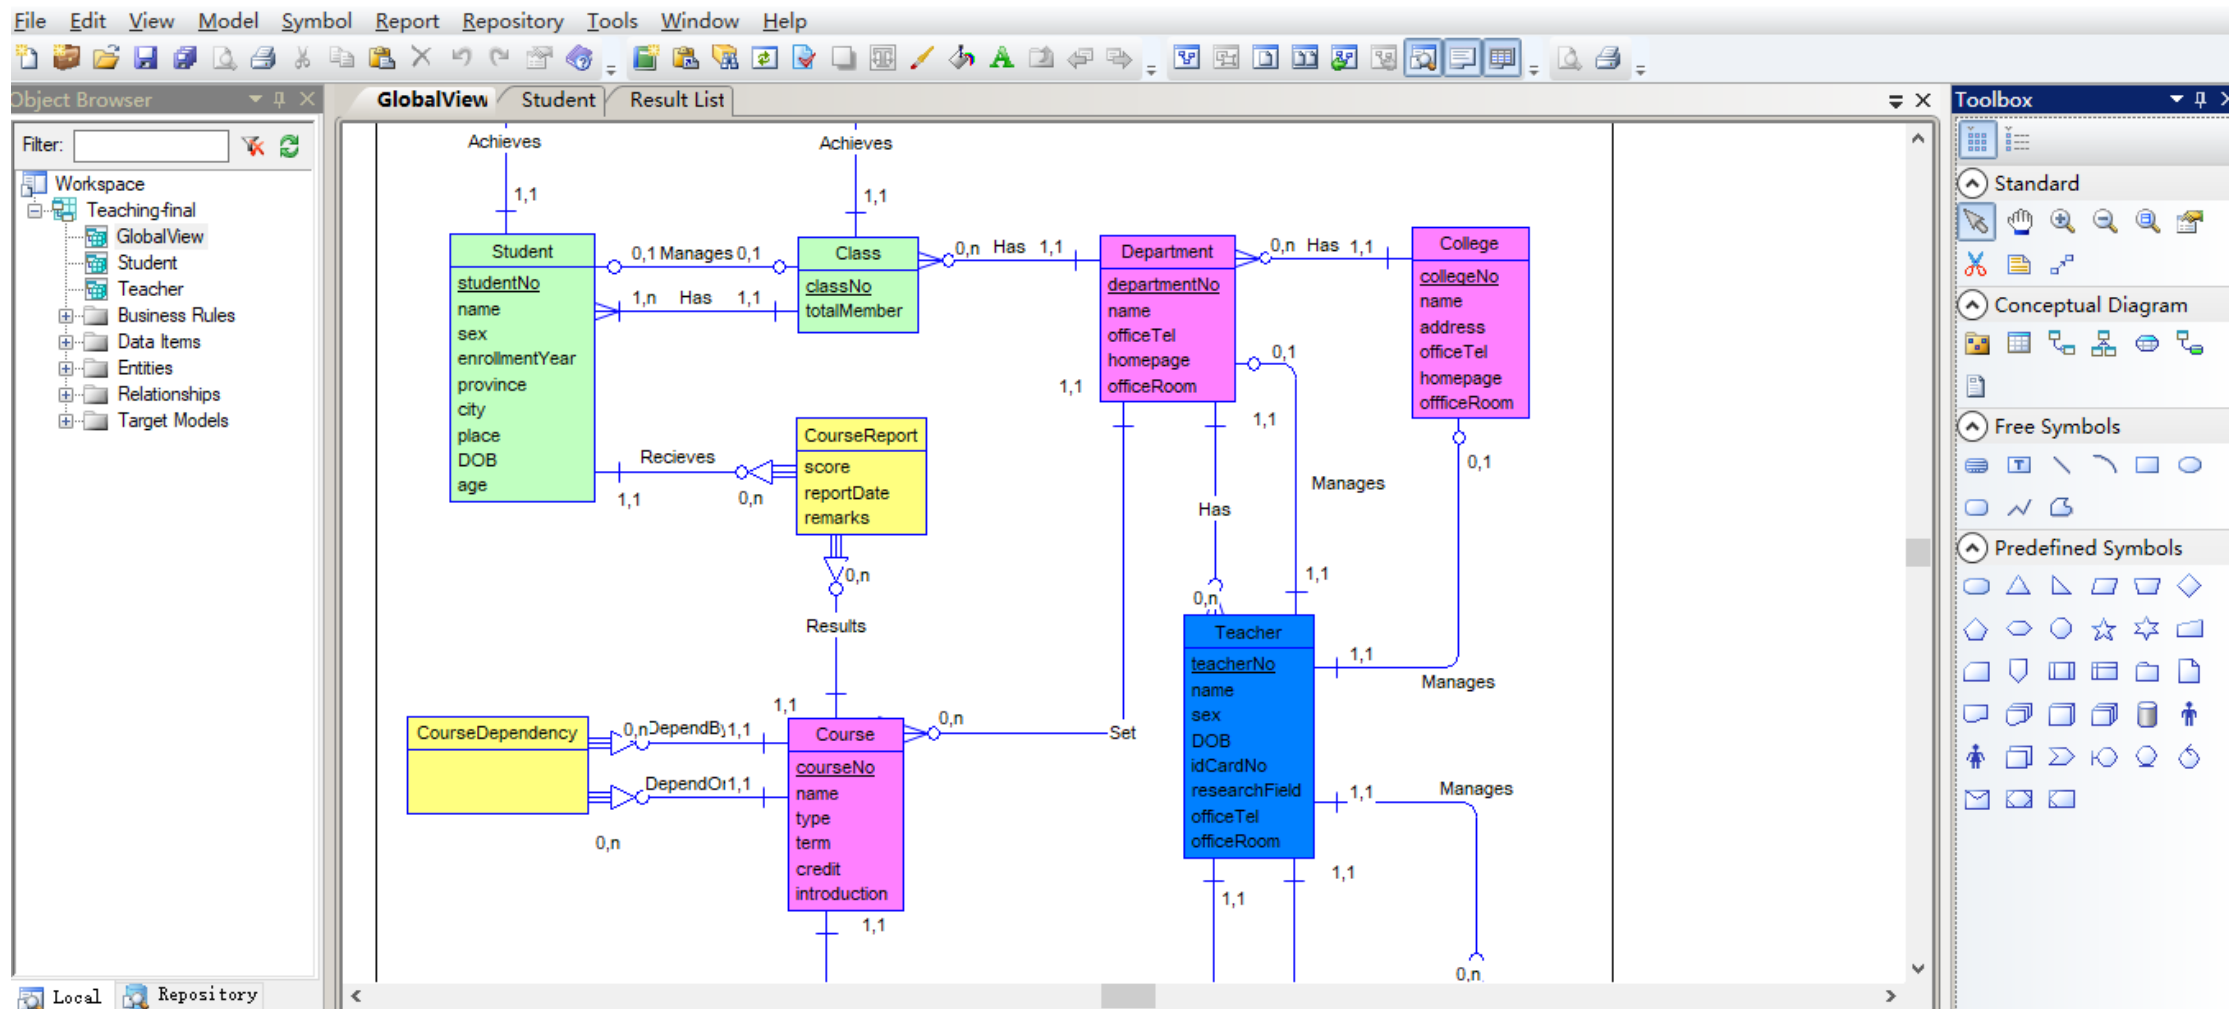 File Edit View Model Symbol Report Repository Tools Window Help
Object Browser
GlobalView Student Result List
Toolbox
Filter:
Workspace
Teaching-final
GlobalView
Student
Teacher
Business Rules
Data Items
Entities
Relationships
Target Models
Local Repository
Achieves
1,1
Achieves
1,1
Student
studentNo
name
sex
enrollmentYear
province
city
place
DOB
age
0,1 Manages 0,1
1,n Has 1,1
Class
classNo
totalMember
0,n Has 1,1
Department
departmentNo
name
officeTel
homepage
officeRoom
0,n Has 1,1
College
collegeNo
name
address
officeTel
homepage
offficeRoom
1,1
0,1
1,1
0,1
Manages
Has
Recieves
1,1
0,n
CourseReport
score
reportDate
remarks
0,n
Results
1,1
0,n
1,1
Teacher
teacherNo
name
sex
DOB
idCardNo
researchField
officeTel
officeRoom
1,1
Manages
CourseDependency
0,n
1,1
DependOn
1,1
0,n
Course
courseNo
name
type
term
credit
introduction
0,n
Set
1,1
Manages
1,1
1,1
1,1
0,n
Standard
Conceptual Diagram
Free Symbols
Predefined Symbols